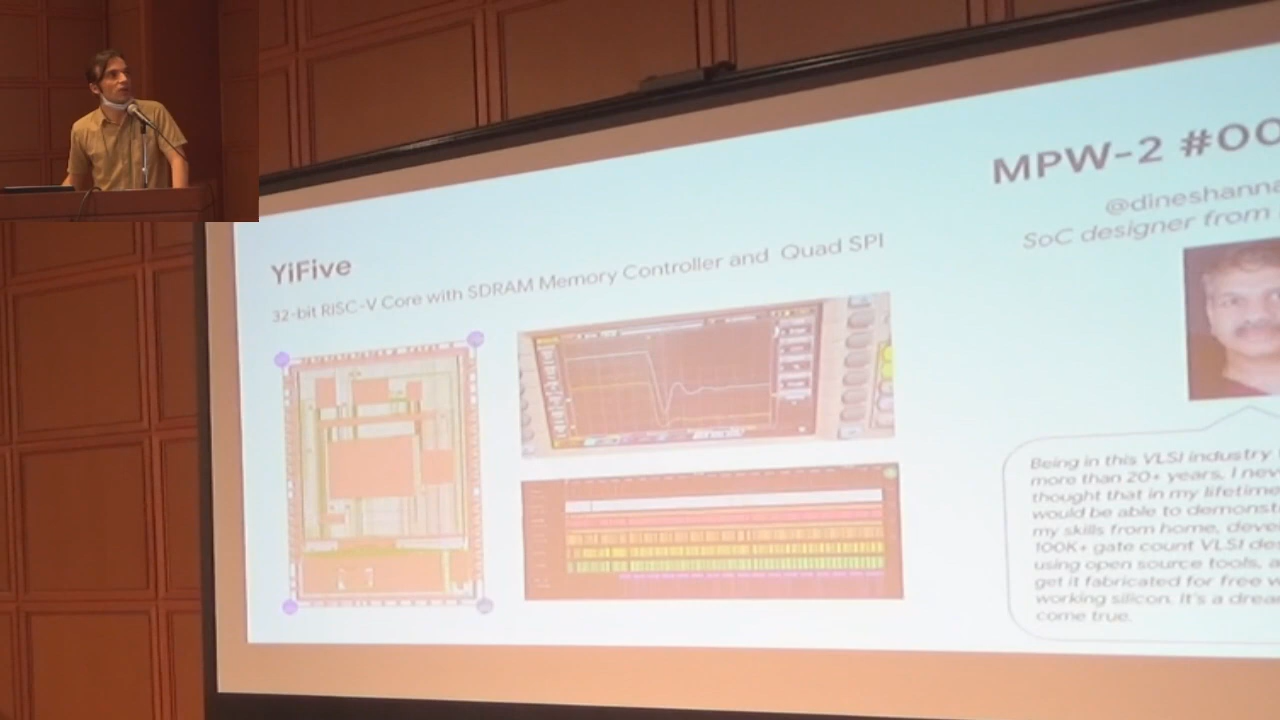 MPW-2 #00
@dineshanna
SoC designer from
YiFive
32-bit RISC-V Core with SDRAM Memory Controller and Quad SPI
Being in this VLSI industry
more than 20+ years, I nev
thought that in my lifetime
would be able to demonst
my skills from home, deve
100K+ gate count VLSI des
using open source tools, a
get it fabricated for free w
working silicon. It's a drea
come true.